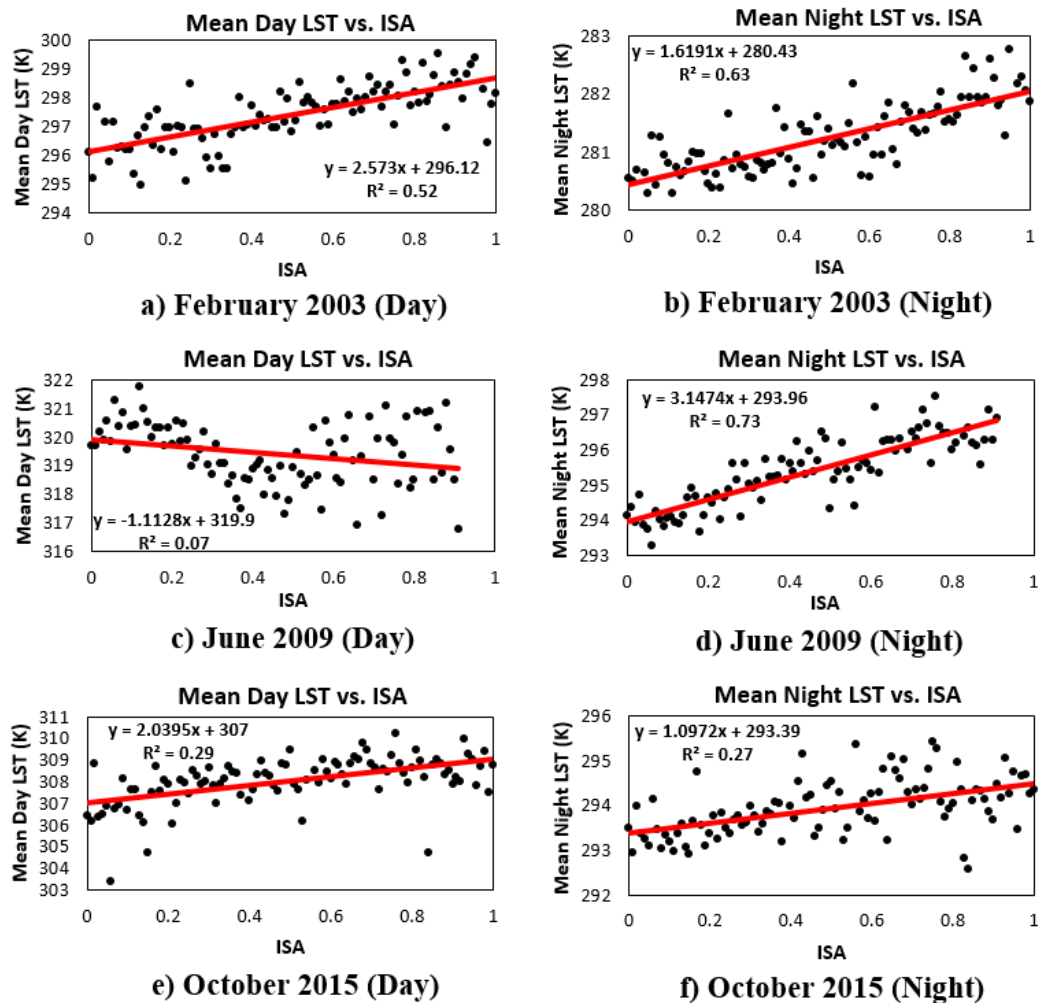 Mean Day LST vs. ISA
Mean Day LST (K)
300
299
298
297
296
295
294
y = 2.573x + 296.12
R² = 0.52
0 0.2 0.4 0.6 0.8 1
ISA
a) February 2003 (Day)
Mean Night LST vs. ISA
Mean Night LST (K)
283
282
281
280
y = 1.6191x + 280.43
R² = 0.63
0 0.2 0.4 0.6 0.8 1
ISA
b) February 2003 (Night)
Mean Day LST vs. ISA
Mean Day LST (K)
322
321
320
319
318
317
316
y = -1.1128x + 319.9
R² = 0.07
0 0.2 0.4 0.6 0.8 1
ISA
c) June 2009 (Day)
Mean Night LST vs. ISA
Mean Night LST (K)
298
297
296
295
294
293
y = 3.1474x + 293.96
R² = 0.73
0 0.2 0.4 0.6 0.8 1
ISA
d) June 2009 (Night)
Mean Day LST vs. ISA
Mean Day LST (K)
311
310
309
308
307
306
305
304
303
y = 2.0395x + 307
R² = 0.29
0 0.2 0.4 0.6 0.8 1
ISA
e) October 2015 (Day)
Mean Night LST vs. ISA
Mean Night LST (K)
296
295
294
293
292
y = 1.0972x + 293.39
R² = 0.27
0 0.2 0.4 0.6 0.8 1
ISA
f) October 2015 (Night)